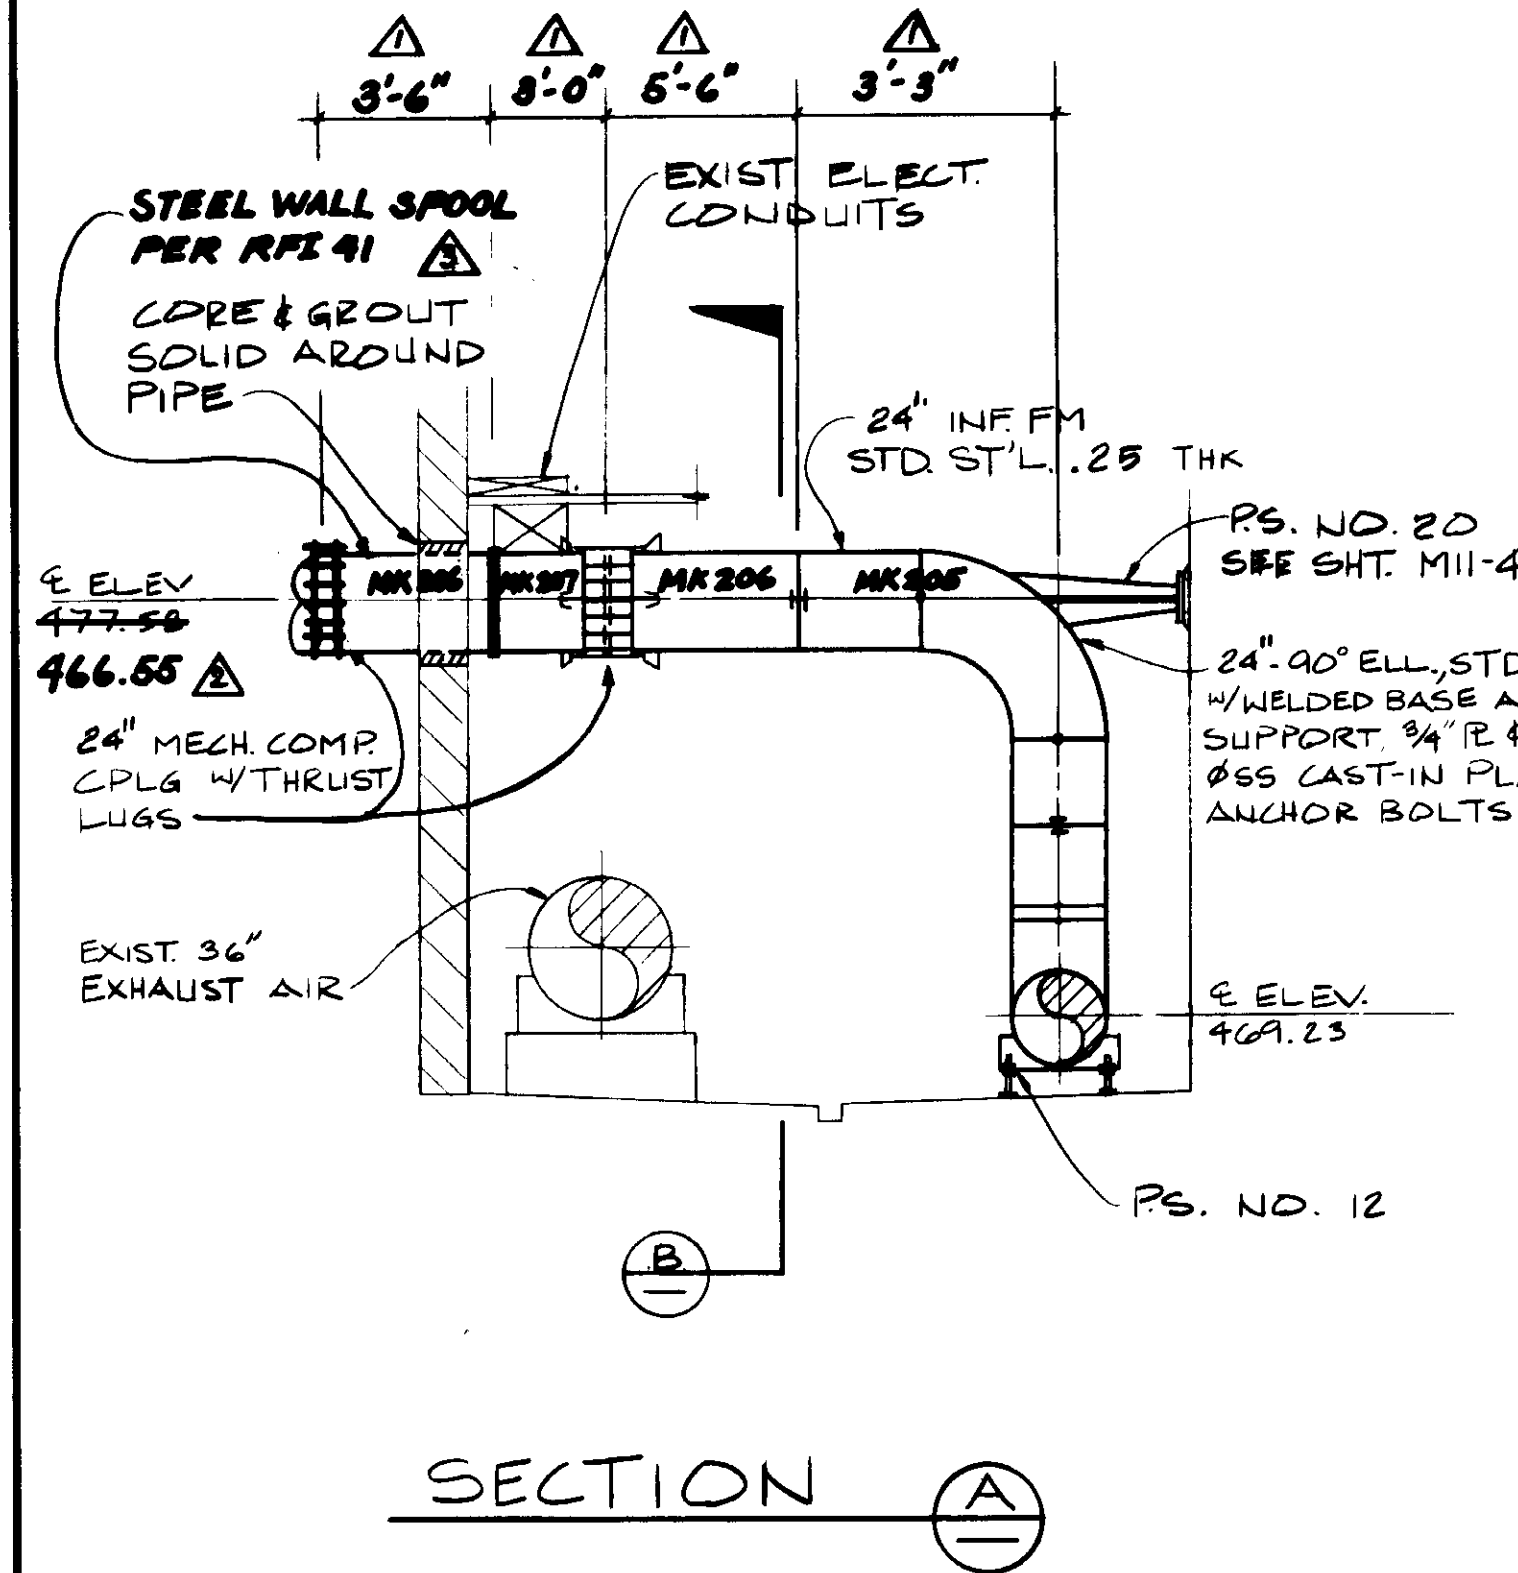 1 1 1 1
3'-6" 3'-0" 5'-6" 3'-3"
EXIST ELECT.
CONDUITS
STEEL WALL SPOOL
PER RFI 41 3
CORE & GROUT
SOLID AROUND
PIPE
24" INF. FM
STD. ST'L. .25 THK
P.S. NO. 20
SEE SHT. M11-4
℄ ELEV
477.58
466.55 2
MK 206 MK 207 MK 206 MK 205
24"-90° ELL., STD
W/WELDED BASE A
SUPPORT, 3/4" ℞ &
ØSS CAST-IN PLA
ANCHOR BOLTS
24" MECH. COMP.
CPLG W/THRUST
LUGS
EXIST. 36"
EXHAUST AIR
℄ ELEV.
469.23
P.S. NO. 12
B
SECTION A